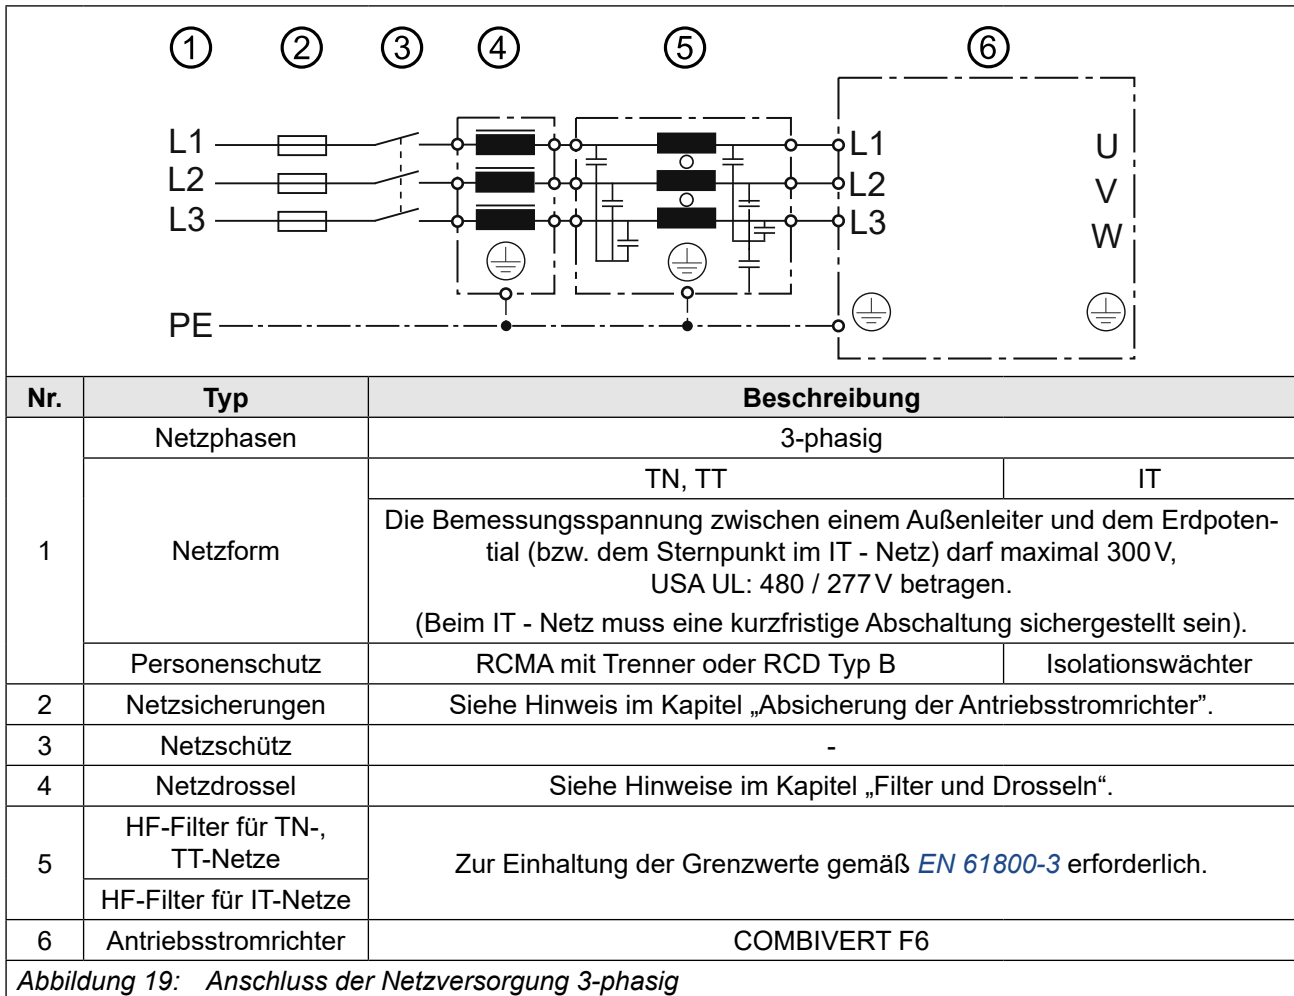 1 2 3 4 5 6
L1 L1 U
L2 L2 V
L3 L3 W
PE
Nr. Typ Beschreibung
1 Netzphasen 3-phasig
Netzform TN, TT IT
Die Bemessungsspannung zwischen einem Außenleiter und dem Erdpoten-
tial (bzw. dem Sternpunkt im IT - Netz) darf maximal 300 V,
USA UL: 480 / 277 V betragen.
(Beim IT - Netz muss eine kurzfristige Abschaltung sichergestellt sein).
Personenschutz RCMA mit Trenner oder RCD Typ B Isolationswächter
2 Netzsicherungen Siehe Hinweis im Kapitel „Absicherung der Antriebsstromrichter”.
3 Netzschütz -
4 Netzdrossel Siehe Hinweise im Kapitel „Filter und Drosseln“.
5 HF-Filter für TN-,
TT-Netze
Zur Einhaltung der Grenzwerte gemäß EN 61800-3 erforderlich.
HF-Filter für IT-Netze
6 Antriebsstromrichter COMBIVERT F6
Abbildung 19: Anschluss der Netzversorgung 3-phasig